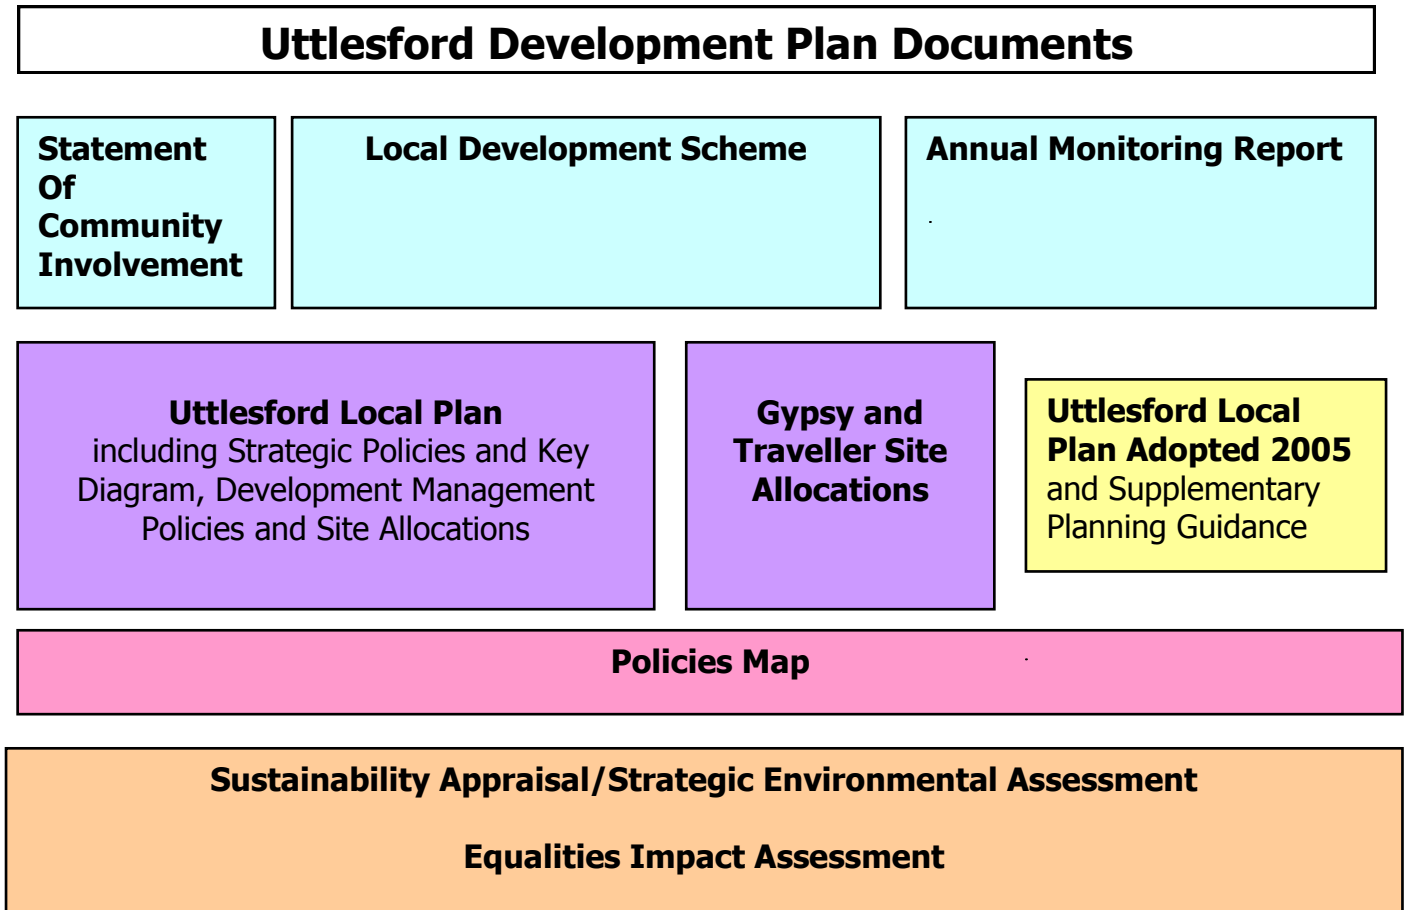 Uttlesford Development Plan Documents
Statement
Of
Community
Involvement
Local Development Scheme
Annual Monitoring Report
.
Uttlesford Local Plan
including Strategic Policies and Key
Diagram, Development Management
Policies and Site Allocations
Gypsy and
Traveller Site
Allocations
Uttlesford Local
Plan Adopted 2005
and Supplementary
Planning Guidance
Policies Map .
Sustainability Appraisal/Strategic Environmental Assessment
Equalities Impact Assessment